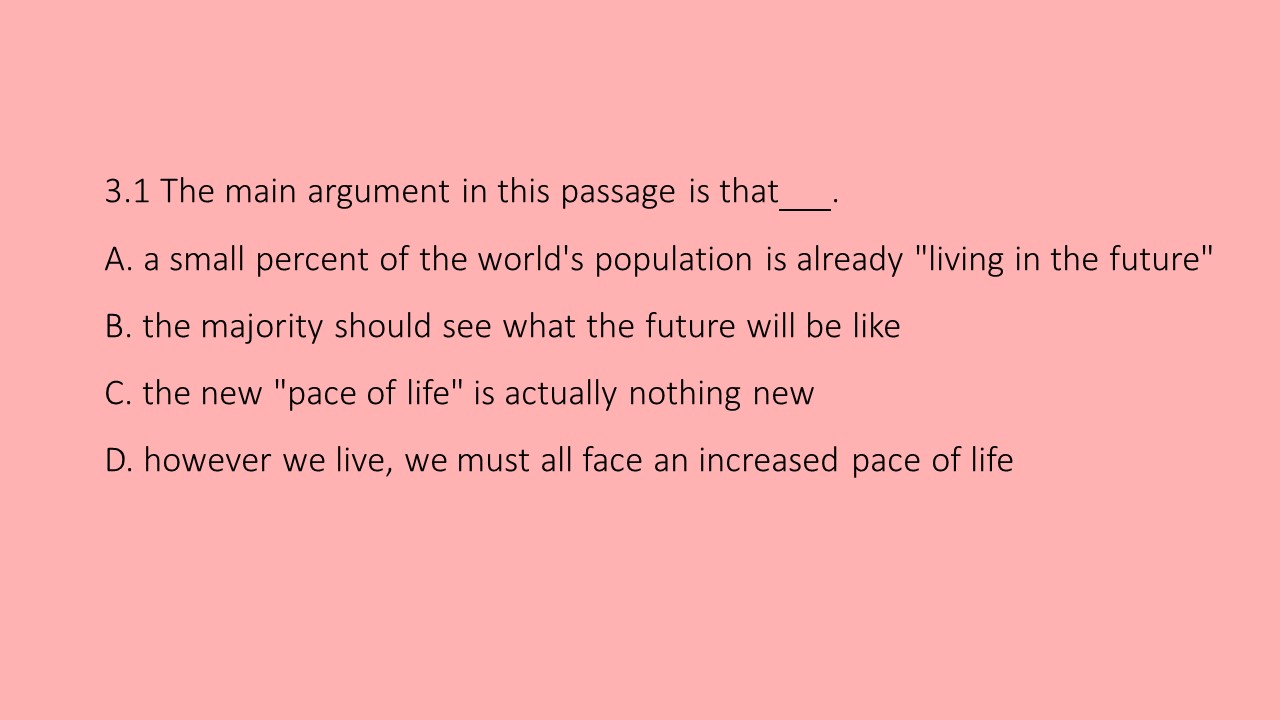 3.1 The main argument in this passage is that___.
A. a small percent of the world's population is already "living in the future"
B. the majority should see what the future will be like
C. the new "pace of life" is actually nothing new
D. however we live, we must all face an increased pace of life